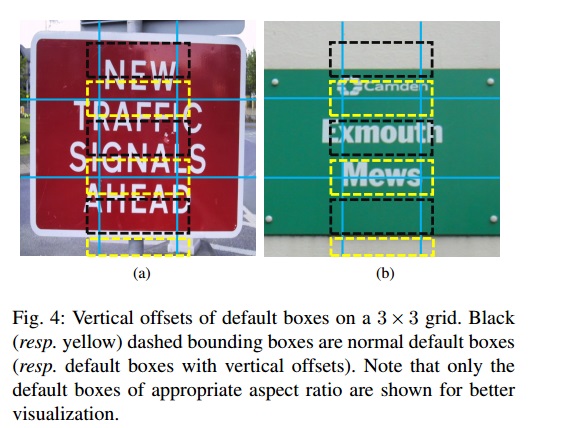 NEW
TRAFFIC
SIGNALS
AHEAD
Camden
Exmouth
Mews
(a)
(b)
Fig. 4: Vertical offsets of default boxes on a 3 × 3 grid. Black
(resp. yellow) dashed bounding boxes are normal default boxes
(resp. default boxes with vertical offsets). Note that only the
default boxes of appropriate aspect ratio are shown for better
visualization.